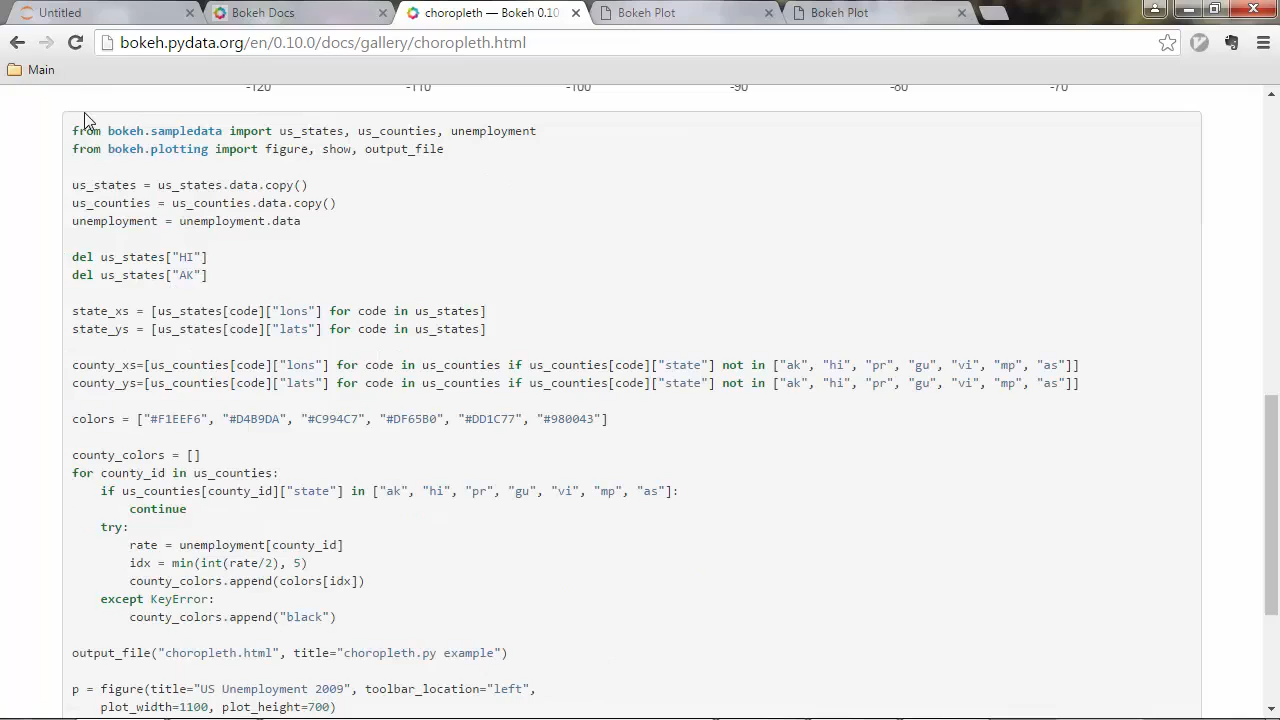 Untitled
Bokeh Docs
choropleth — Bokeh 0.10
Bokeh Plot
Bokeh Plot
bokeh.pydata.org/en/0.10.0/docs/gallery/choropleth.html
Main
-120 -110 -100 -90 -80 -70
from bokeh.sampledata import us_states, us_counties, unemployment
from bokeh.plotting import figure, show, output_file
us_states = us_states.data.copy()
us_counties = us_counties.data.copy()
unemployment = unemployment.data
del us_states["HI"]
del us_states["AK"]
state_xs = [us_states[code]["lons"] for code in us_states]
state_ys = [us_states[code]["lats"] for code in us_states]
county_xs=[us_counties[code]["lons"] for code in us_counties if us_counties[code]["state"] not in ["ak", "hi", "pr", "gu", "vi", "mp", "as"]]
county_ys=[us_counties[code]["lats"] for code in us_counties if us_counties[code]["state"] not in ["ak", "hi", "pr", "gu", "vi", "mp", "as"]]
colors = ["#F1EEF6", "#D4B9DA", "#C994C7", "#DF65B0", "#DD1C77", "#980043"]
county_colors = []
for county_id in us_counties:
if us_counties[county_id]["state"] in ["ak", "hi", "pr", "gu", "vi", "mp", "as"]:
continue
try:
rate = unemployment[county_id]
idx = min(int(rate/2), 5)
county_colors.append(colors[idx])
except KeyError:
county_colors.append("black")
output_file("choropleth.html", title="choropleth.py example")
p = figure(title="US Unemployment 2009", toolbar_location="left",
plot_width=1100, plot_height=700)